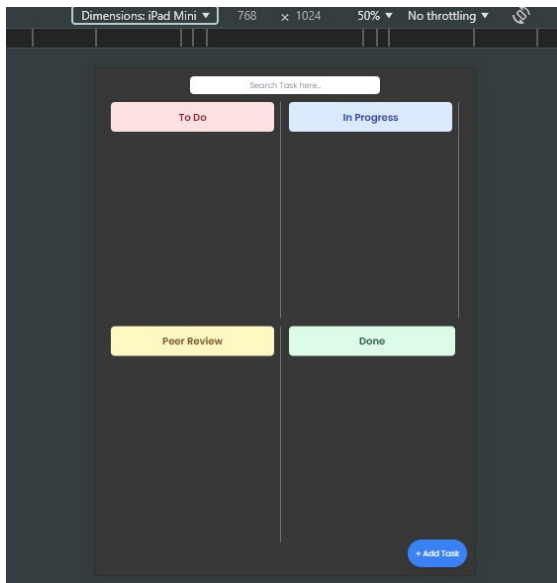 Dimensions: iPad Mini ▼ 768 × 1024 50% ▼ No throttling ▼
Search Task here..
To Do
In Progress
Peer Review
Done
+ Add Task